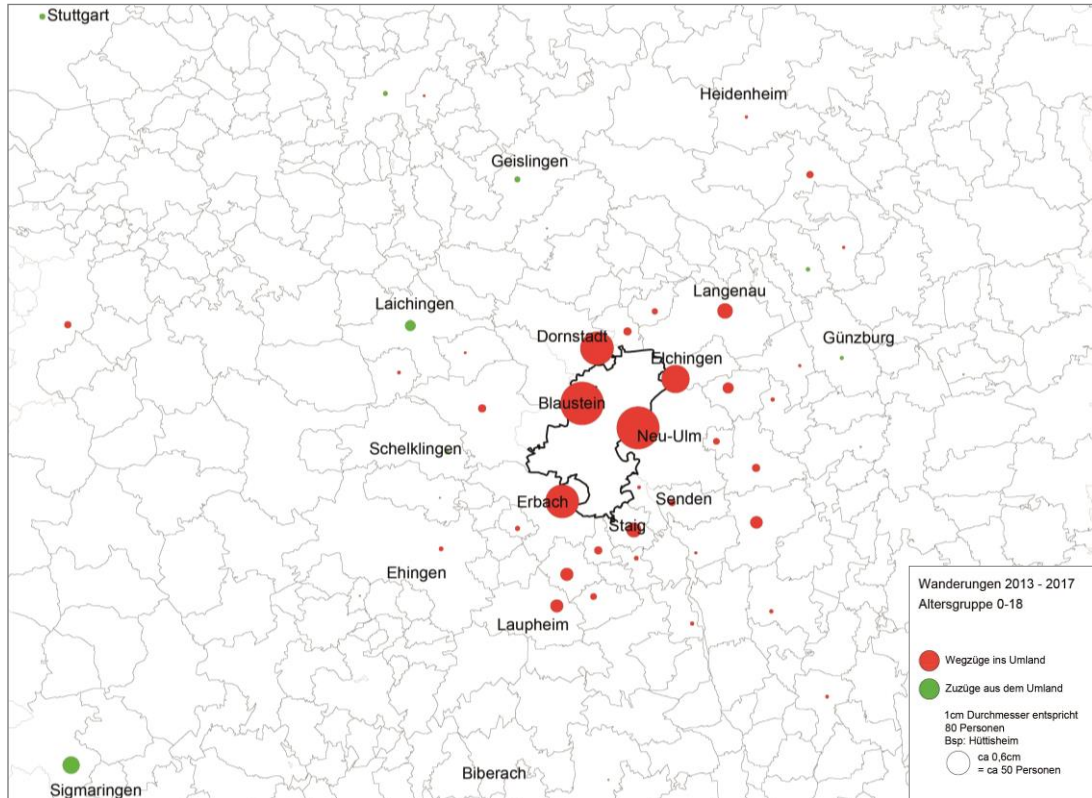 Stuttgart
Heidenheim
Geislingen
Laichingen
Langenau
Dornstadt
Günzburg
Elchingen
Blaustein
Neu-Ulm
Schelklingen
Erbach
Senden
Staig
Ehingen
Laupheim
Biberach
Sigmaringen
Wanderungen 2013 - 2017
Altersgruppe 0-18
Wegzüge ins Umland
Zuzüge aus dem Umland
1cm Durchmesser entspricht
80 Personen
Bsp: Hüttisheim
ca 0,6cm
= ca 50 Personen